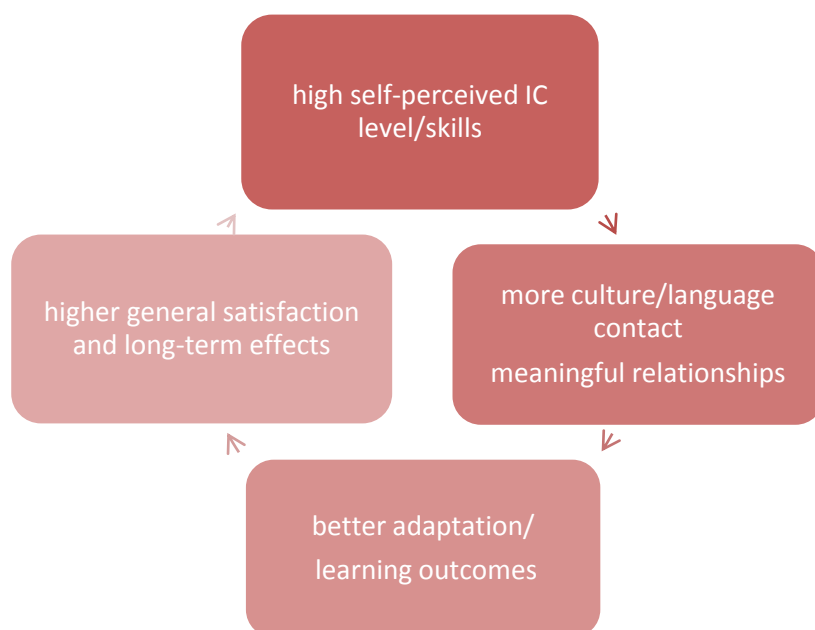 high self-perceived IC
level/skills
more culture/language
contact
meaningful relationships
better adaptation/
learning outcomes
higher general satisfaction
and long-term effects